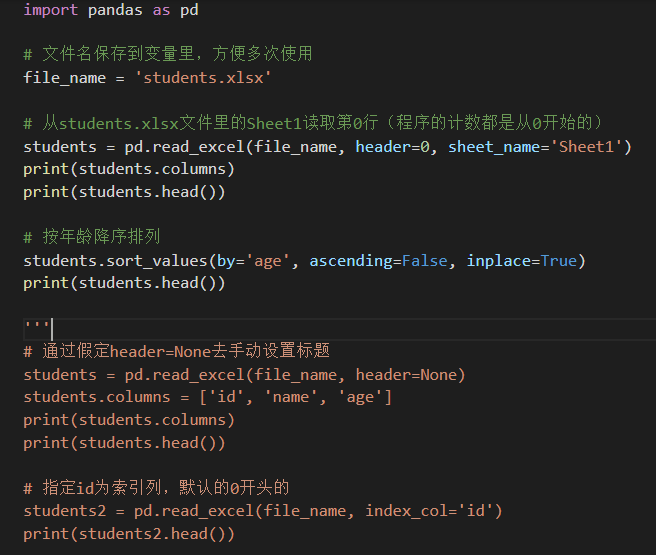 import pandas as pd
# 文件名保存到变量里，方便多次使用
file_name = 'students.xlsx'
# 从students.xlsx文件里的Sheet1读取第0行（程序的计数都是从0开始的）
students = pd.read_excel(file_name, header=0, sheet_name='Sheet1')
print(students.columns)
print(students.head())
# 按年龄降序排列
students.sort_values(by='age', ascending=False, inplace=True)
print(students.head())
'''
# 通过假定header=None去手动设置标题
students = pd.read_excel(file_name, header=None)
students.columns = ['id', 'name', 'age']
print(students.columns)
print(students.head())
# 指定id为索引列，默认的0开头的
students2 = pd.read_excel(file_name, index_col='id')
print(students2.head())